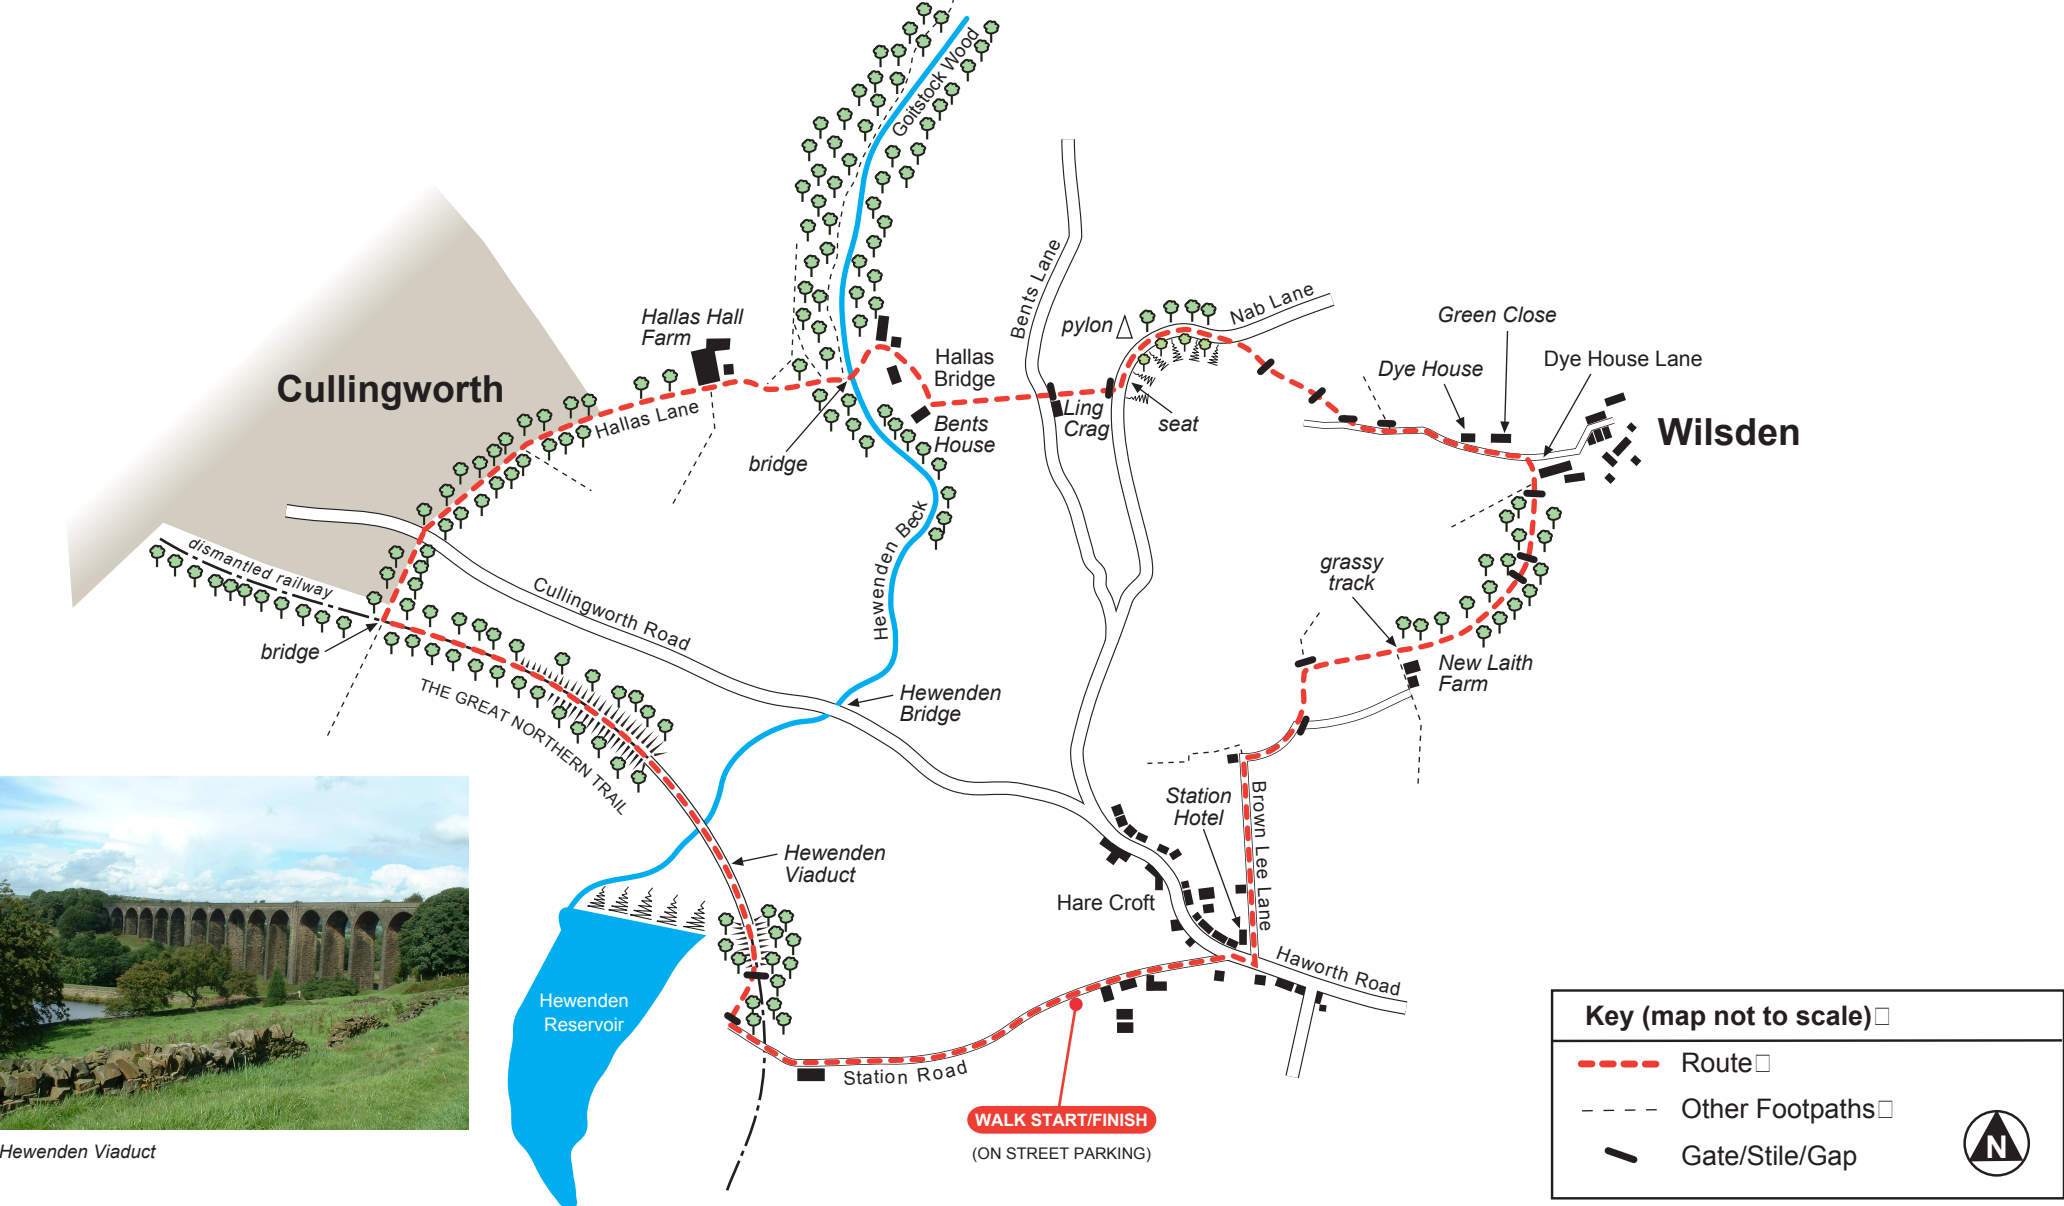 Goitstock Wood
Bents Lane
Nab Lane
pylon
Hallas Hall
Farm
Green Close
Dye House Lane
Dye House
Hallas
Bridge
Cullingworth
Hallas Lane
Ling
Crag
seat
Bents
House
Wilsden
bridge
dismantled railway
Hewenden Beck
Cullingworth Road
grassy
track
bridge
New Laith
Farm
THE GREAT NORTHERN TRAIL
Hewenden
Bridge
Station
Hotel
Brown Lee Lane
Hewenden
Viaduct
Hare Croft
Haworth Road
Hewenden
Reservoir
Station Road
WALK START/FINISH
(ON STREET PARKING)
Hewenden Viaduct
Key (map not to scale)
Route
Other Footpaths
Gate/Stile/Gap
N